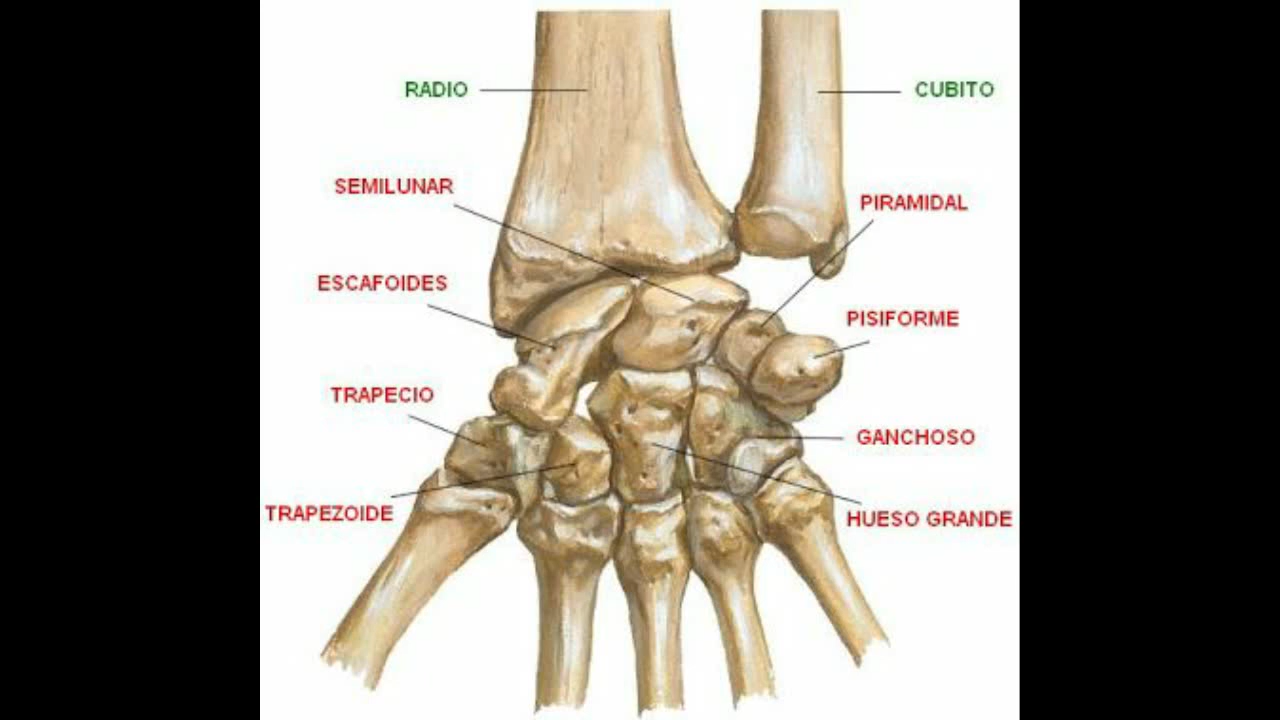 RADIO
CUBITO
SEMILUNAR
PIRAMIDAL
ESCAFOIDES
PISIFORME
TRAPECIO
GANCHOSO
TRAPEZOIDE
HUESO GRANDE